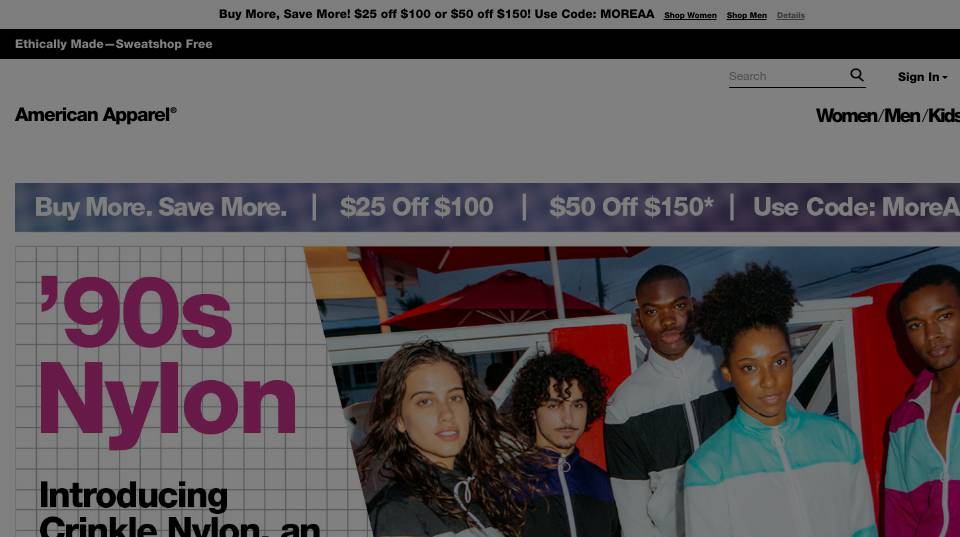 Buy More, Save More! $25 off $100 or $50 off $150! Use Code: MOREAA Shop Women Shop Men Details
Ethically Made—Sweatshop Free
Search Sign In
American Apparel® Women/Men/Kids
Buy More. Save More. | $25 Off $100 | $50 Off $150* | Use Code: MoreA
’90s
Nylon
Introducing
Crinkle Nylon, an